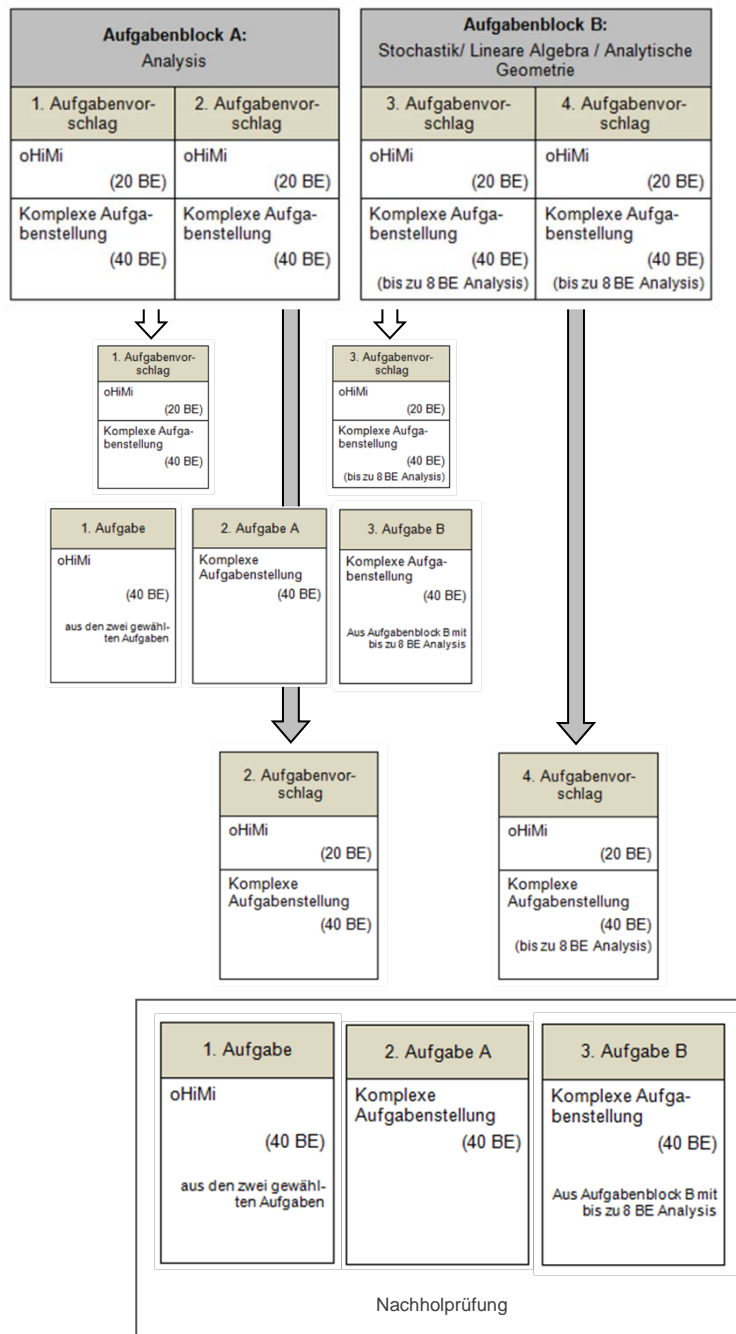 Aufgabenblock A:
Analysis
1. Aufgabenvor-
schlag
oHiMi
(20 BE)
Komplexe Aufga-
benstellung
(40 BE)
2. Aufgabenvor-
schlag
oHiMi
(20 BE)
Komplexe Aufga-
benstellung
(40 BE)
Aufgabenblock B:
Stochastik/ Lineare Algebra / Analytische
Geometrie
3. Aufgabenvor-
schlag
oHiMi
(20 BE)
Komplexe Aufga-
benstellung
(40 BE)
(bis zu 8 BE Analysis)
4. Aufgabenvor-
schlag
oHiMi
(20 BE)
Komplexe Aufga-
benstellung
(40 BE)
(bis zu 8 BE Analysis)
1. Aufgabenvor-
schlag
oHiMi
(20 BE)
Komplexe Aufga-
benstellung
(40 BE)
3. Aufgabenvor-
schlag
oHiMi
(20 BE)
Komplexe Aufga-
benstellung
(40 BE)
(bis zu 8 BE Analysis)
1. Aufgabe
oHiMi
(40 BE)
aus den zwei gewähl-
ten Aufgaben
2. Aufgabe A
Komplexe
Aufgabenstellung
(40 BE)
3. Aufgabe B
Komplexe Aufga-
benstellung
(40 BE)
Aus Aufgabenblock B mit
bis zu 8 BE Analysis
2. Aufgabenvor-
schlag
oHiMi
(20 BE)
Komplexe
Aufgabenstellung
(40 BE)
4. Aufgabenvor-
schlag
oHiMi
(20 BE)
Komplexe
Aufgabenstellung
(40 BE)
(bis zu 8 BE Analysis)
1. Aufgabe
oHiMi
(40 BE)
aus den zwei gewähl-
ten Aufgaben
2. Aufgabe A
Komplexe
Aufgabenstellung
(40 BE)
3. Aufgabe B
Komplexe Aufga-
benstellung
(40 BE)
Aus Aufgabenblock B mit
bis zu 8 BE Analysis
Nachholprüfung